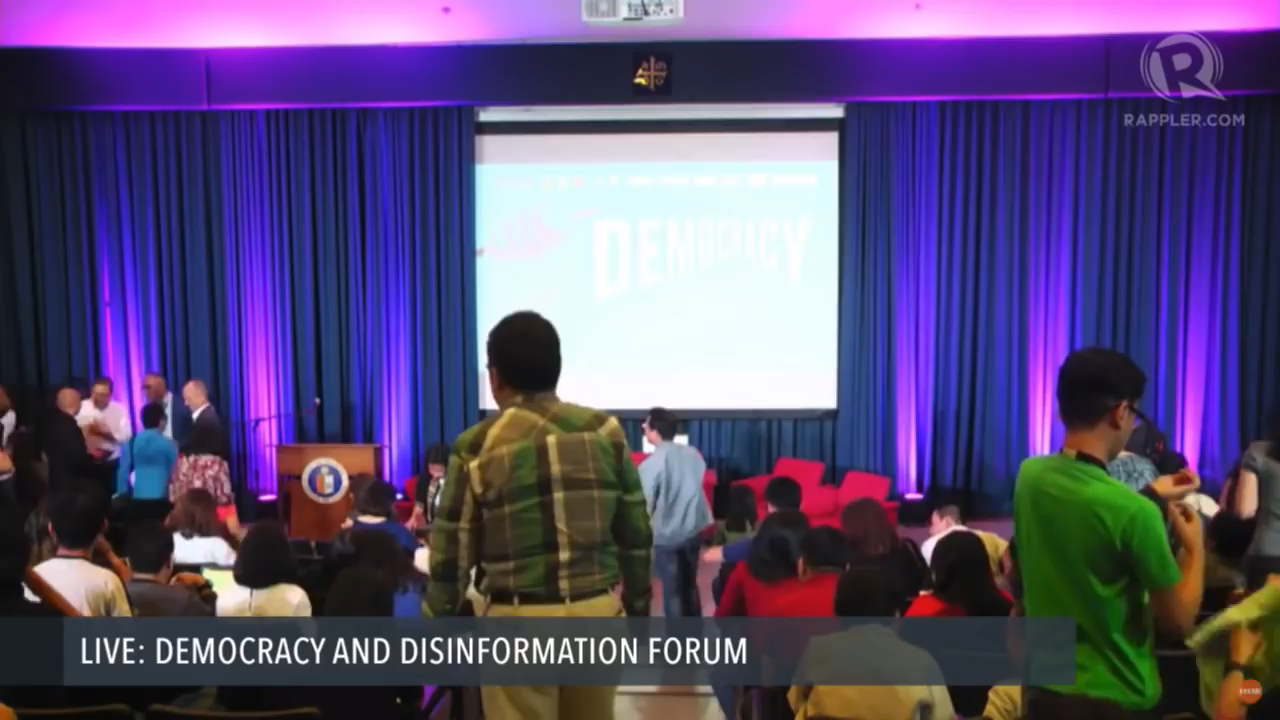 R
RAPPLER.COM
DEMOCRACY
LIVE: DEMOCRACY AND DISINFORMATION FORUM